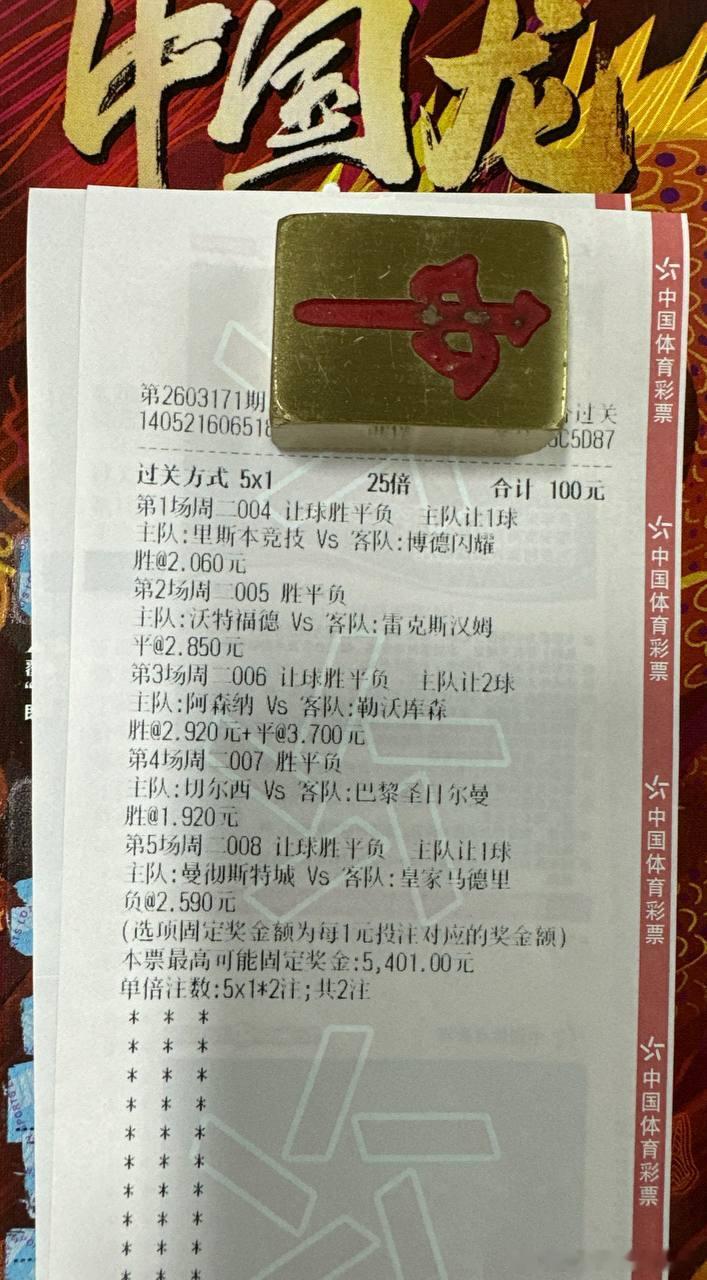 中国龙
中国体育彩票
第2603171期
过关
14052160651
5D87
过关方式 5x1 25倍 合计 100元
第1场周二004 让球胜平负 主队让1球
主队:里斯本竞技 Vs 客队:博德闪耀
胜@2.060元
第2场周二005 胜平负
主队:沃特福德 Vs 客队:雷克斯汉姆
平@2.850元
第3场周二006 让球胜平负 主队让2球
主队:阿森纳 Vs 客队:勒沃库森
胜@2.920元+平@3.700元
第4场周二007 胜平负
主队:切尔西 Vs 客队:巴黎圣日尔曼
胜@1.920元
第5场周二008 让球胜平负 主队让1球
主队:曼彻斯特城 Vs 客队:皇家马德里
负@2.590元
(选项固定奖金额为每1元投注对应的奖金额)
本票最高可能固定奖金:5,401.00元
单倍注数:5x1*2注;共2注
* * *
* * *
* * *
* * *
* * *
* * *
* * *
* * *
* * *
* * *
中国体育彩票
中国体育彩票
中国体育彩票